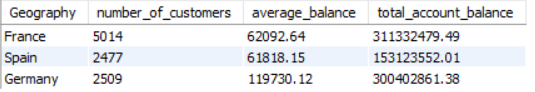 Geography number_of_customers average_balance total_account_balance
France 5014 62092.64 311332479.49
Spain 2477 61818.15 153123552.01
Germany 2509 119730.12 300402861.38